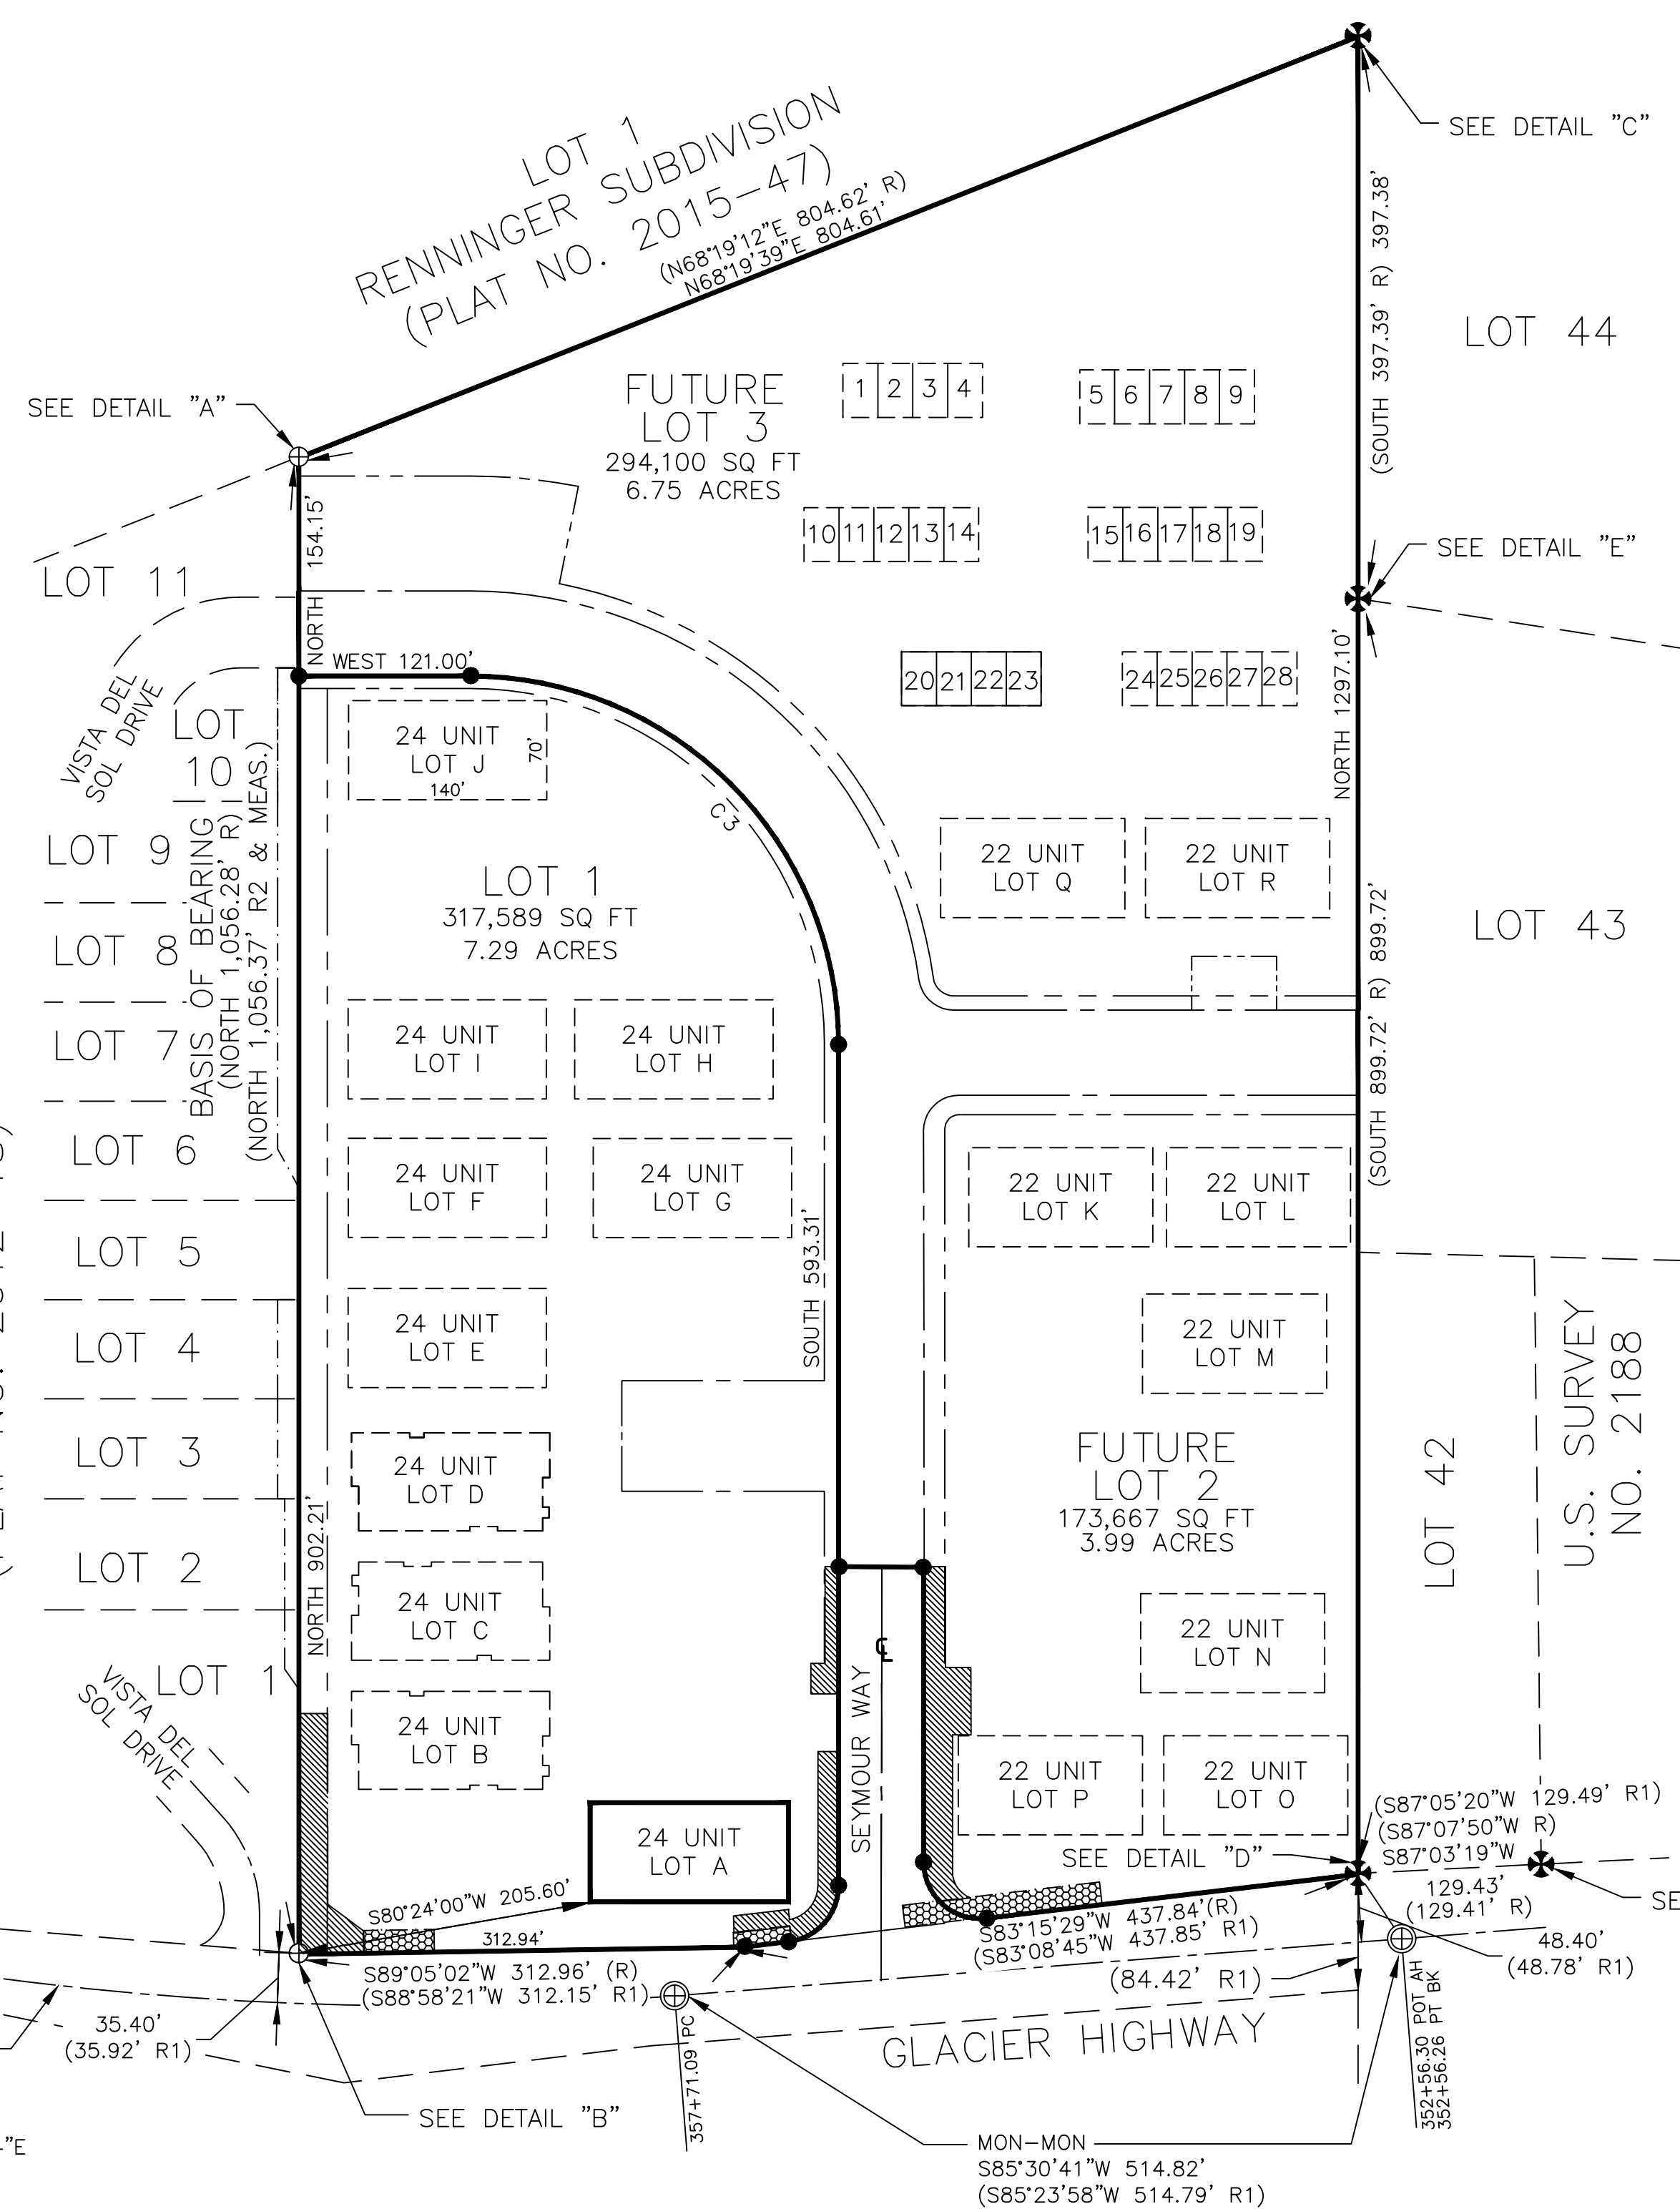 SEE DETAIL "C"
LOT 1
RENNINGER SUBDIVISION
(PLAT NO. 2015-47)
(N68°19'12"E 804.62' R)
N68°19'39"E 804.61'
(SOUTH 397.39' R) 397.38'
LOT 44
SEE DETAIL "A"
FUTURE
LOT 3
294,100 SQ FT
6.75 ACRES
1 2 3 4
5 6 7 8 9
10 11 12 13 14
15 16 17 18 19
SEE DETAIL "E"
NORTH 154.15'
LOT 11
WEST 121.00'
20 21 22 23
24 25 26 27 28
NORTH 1297.10'
VISTA DEL
SOL DRIVE
LOT
10
24 UNIT
LOT J
140'
70'
C3
BASIS OF BEARING
(NORTH 1,056.28' R)
(NORTH 1,056.37' R2 & MEAS.)
LOT 9
LOT 8
LOT 7
LOT 6
LOT 5
LOT 4
LOT 3
LOT 2
LOT 1
LOT 1
317,589 SQ FT
7.29 ACRES
22 UNIT
LOT Q
22 UNIT
LOT R
(SOUTH 899.72' R) 899.72'
LOT 43
24 UNIT
LOT I
24 UNIT
LOT H
24 UNIT
LOT F
24 UNIT
LOT G
22 UNIT
LOT K
22 UNIT
LOT L
SOUTH 593.31'
24 UNIT
LOT E
22 UNIT
LOT M
24 UNIT
LOT D
FUTURE
LOT 2
173,667 SQ FT
3.99 ACRES
LOT 42
U.S. SURVEY
NO. 2188
NORTH 902.21'
24 UNIT
LOT C
22 UNIT
LOT N
VISTA DEL
SOL DRIVE
24 UNIT
LOT B
SEYMOUR WAY
℄
22 UNIT
LOT P
22 UNIT
LOT O
24 UNIT
LOT A
SEE DETAIL "D"
(S87°05'20"W 129.49' R1)
(S87°07'50"W R)
S87°03'19"W
129.43'
(129.41' R)
SE
S80°24'00"W 205.60'
312.94'
S83°15'29"W 437.84'(R)
(S83°08'45"W 437.85' R1)
S89°05'02"W 312.96' (R)
(S88°58'21"W 312.15' R1)
(84.42' R1)
48.40'
(48.78' R1)
35.40'
(35.92' R1)
GLACIER HIGHWAY
357+71.09 PC
352+56.30 POT AH
352+56.26 PT BK
SEE DETAIL "B"
MON-MON
S85°30'41"W 514.82'
(S85°23'58"W 514.79' R1)
"E